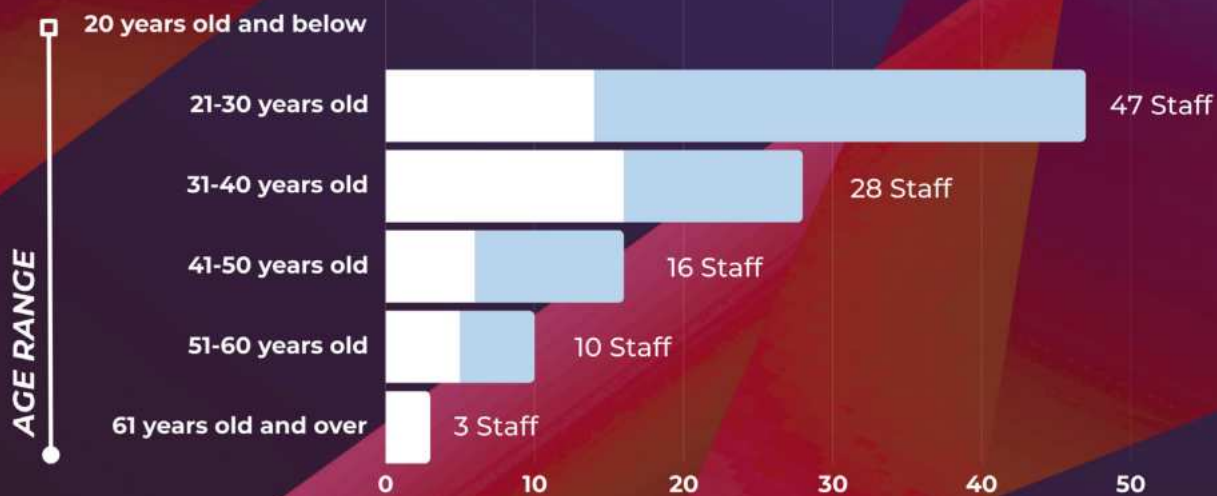 AGE RANGE
20 years old and below
21-30 years old
47 Staff
31-40 years old
28 Staff
41-50 years old
16 Staff
51-60 years old
10 Staff
61 years old and over
3 Staff
0 10 20 30 40 50